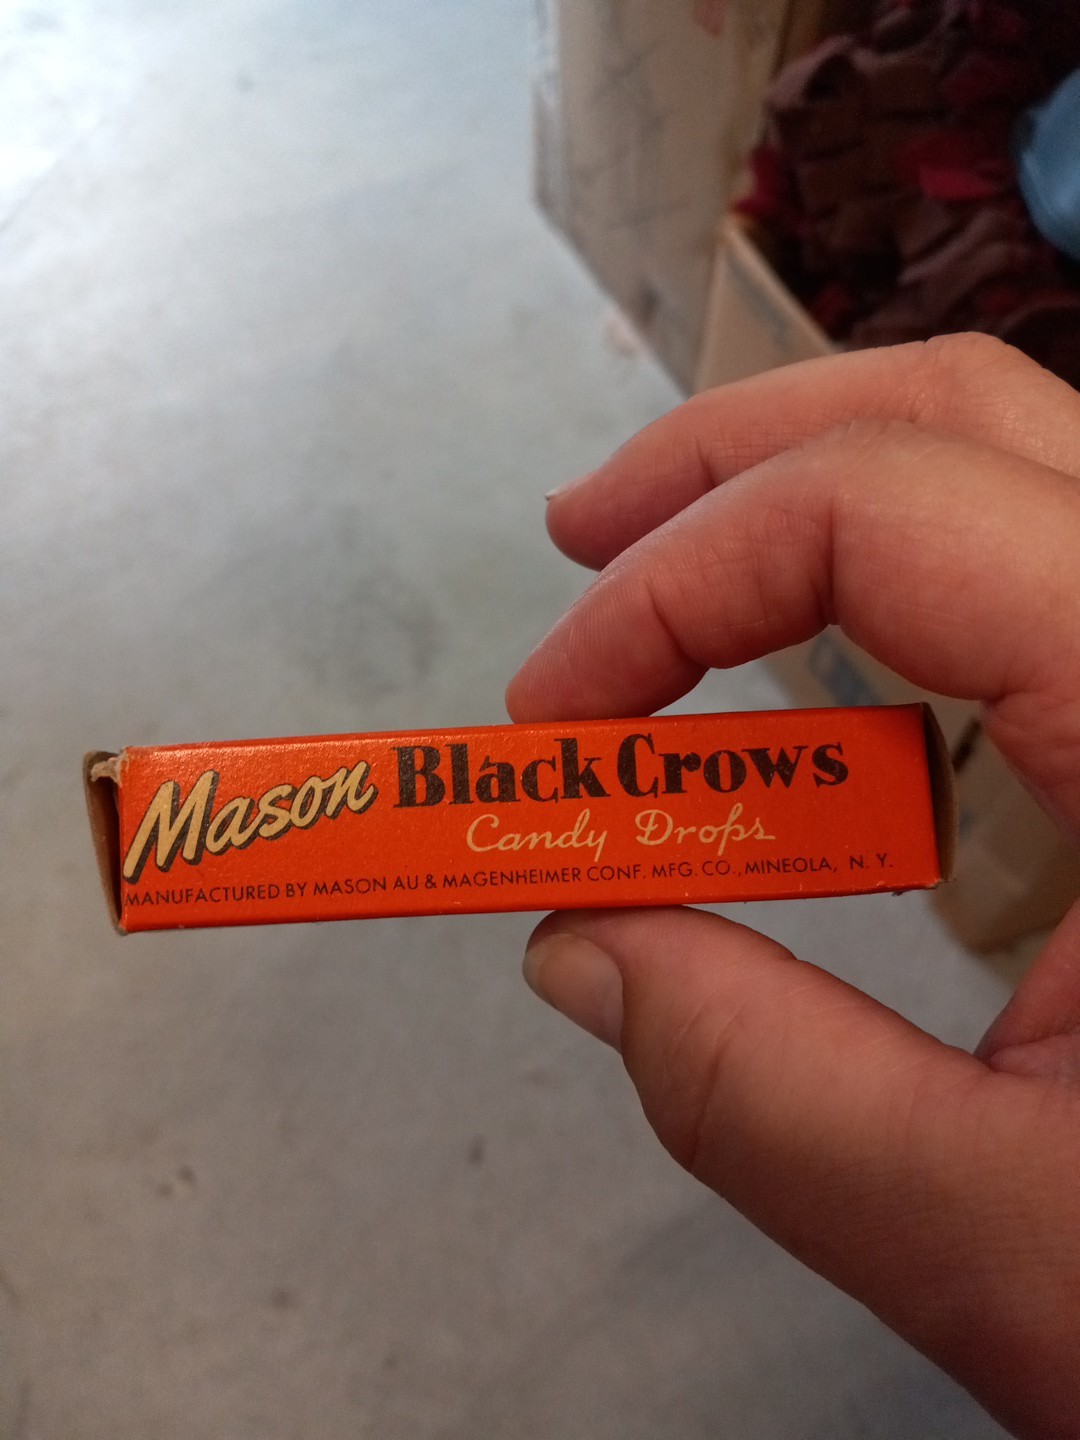 Mason Black Crows
Candy Drops
MANUFACTURED BY MASON AU & MAGENHEIMER CONF. MFG. CO., MINEOLA, N. Y.